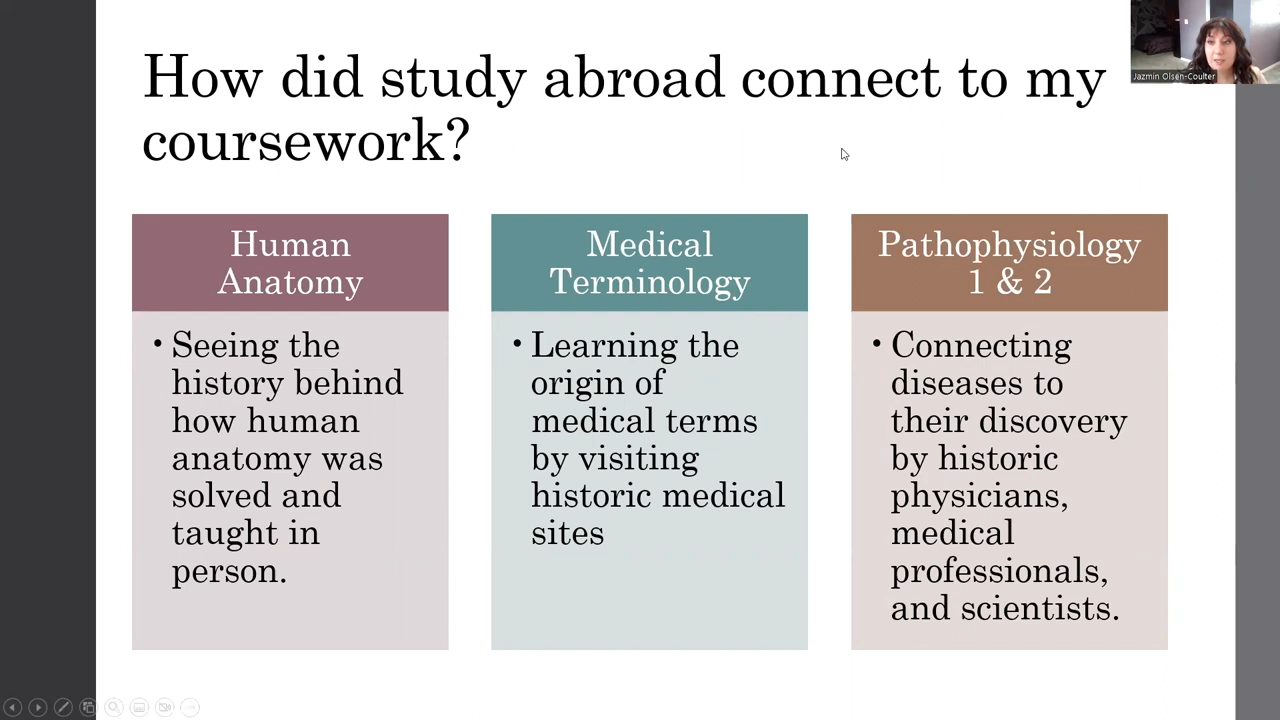 How did study abroad connect to my
coursework?
Jazmin Olsen-Coulter
Human
Anatomy
• Seeing the
history behind
how human
anatomy was
solved and
taught in
person.
Medical
Terminology
• Learning the
origin of
medical terms
by visiting
historic medical
sites
Pathophysiology
1 & 2
• Connecting
diseases to
their discovery
by historic
physicians,
medical
professionals,
and scientists.